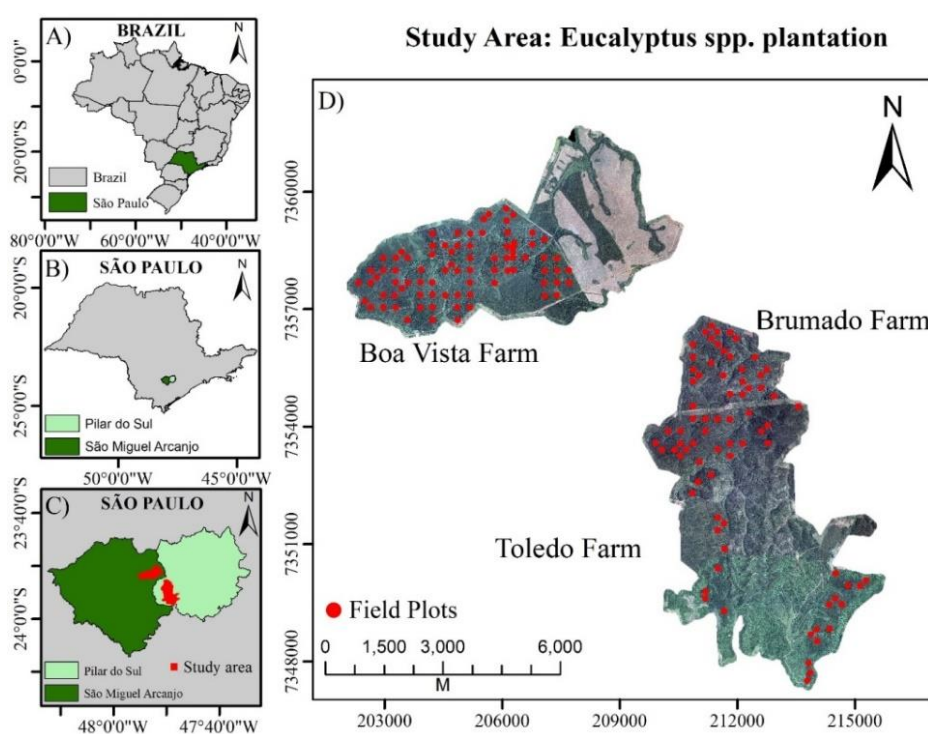 Study Area: Eucalyptus spp. plantation
A)
BRAZIL
N
0°0'0"
20°0'0"S
Brazil
São Paulo
80°0'0"W 60°0'0"W 40°0'0"W
B)
SÃO PAULO
N
20°0'0"S
25°0'0"S
Pilar do Sul
São Miguel Arcanjo
50°0'0"W 45°0'0"W
C)
SÃO PAULO
N
23°40'0"S
24°0'0"S
Pilar do Sul
Study area
São Miguel Arcanjo
48°0'0"W 47°40'0"W
D)
N
7360000
7357000
7354000
7351000
7348000
Boa Vista Farm
Brumado Farm
Toledo Farm
Field Plots
0 1,500 3,000 6,000
M
203000 206000 209000 212000 215000